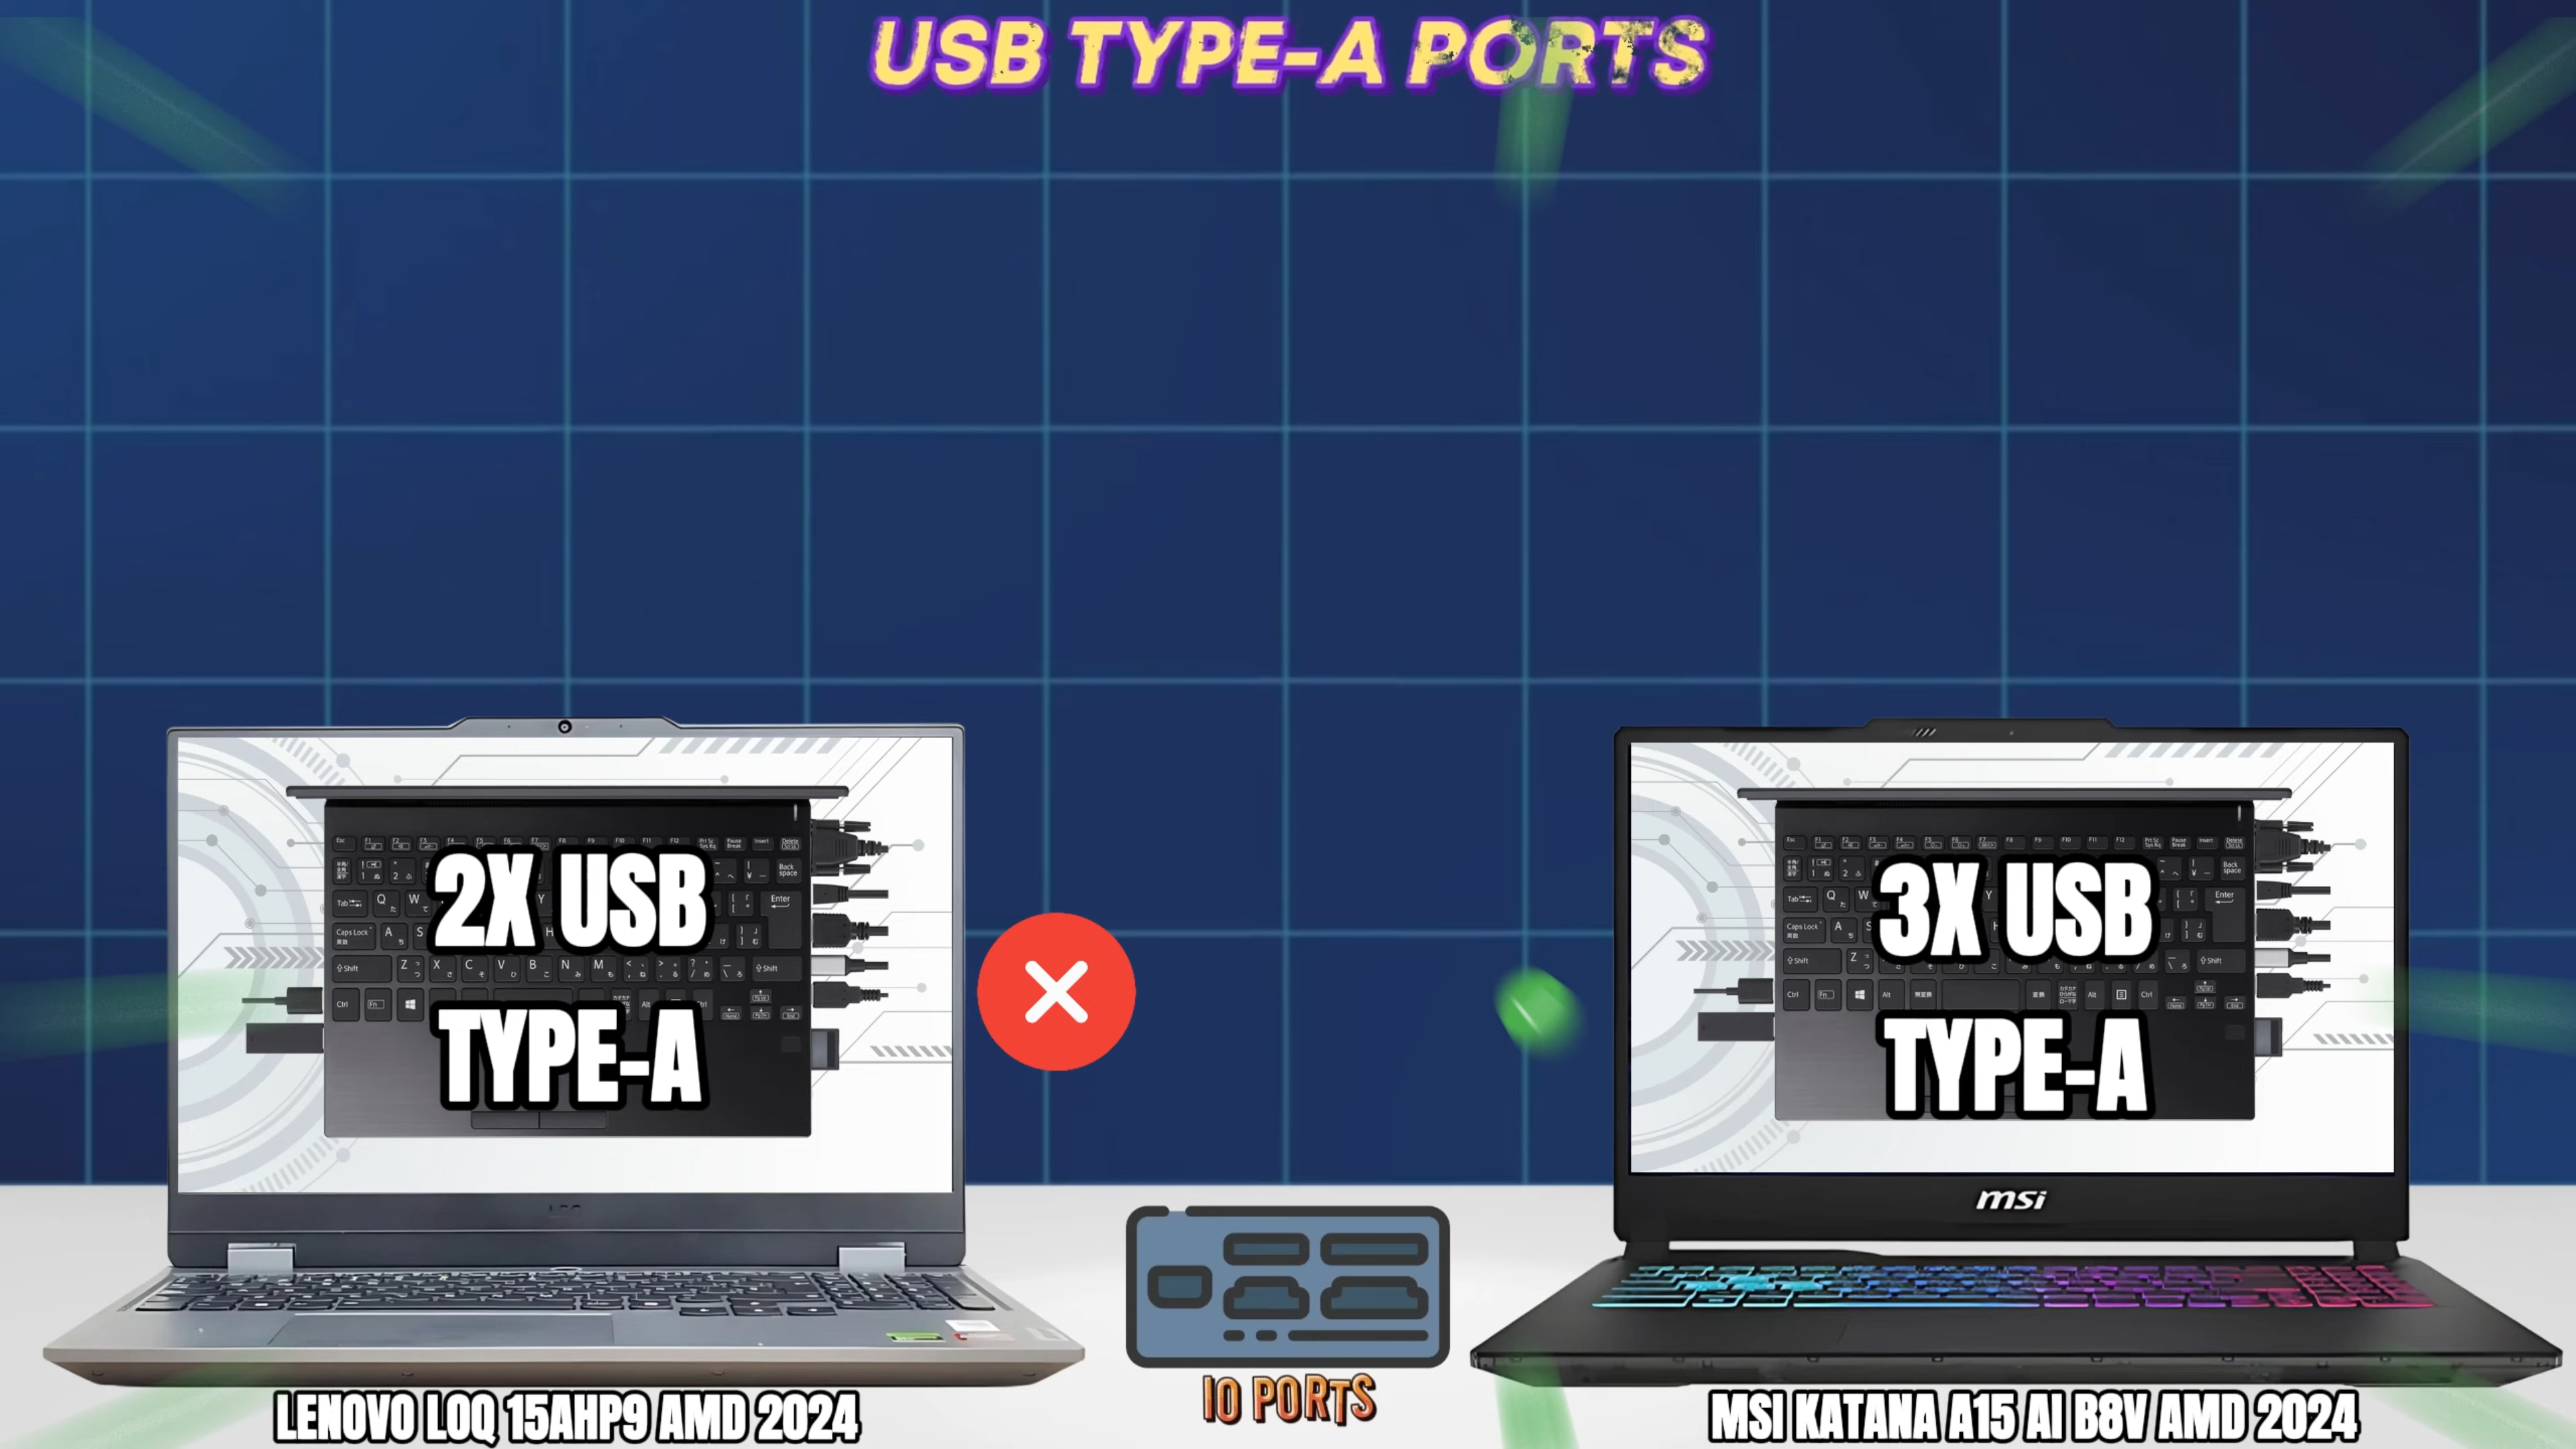 USB TYPE-A PORTS
2X USB
TYPE-A
3X USB
TYPE-A
msi
IO PORTS
LENOVO LOQ 15AHP9 AMD 2024
MSI KATANA A15 AI B8V AMD 2024